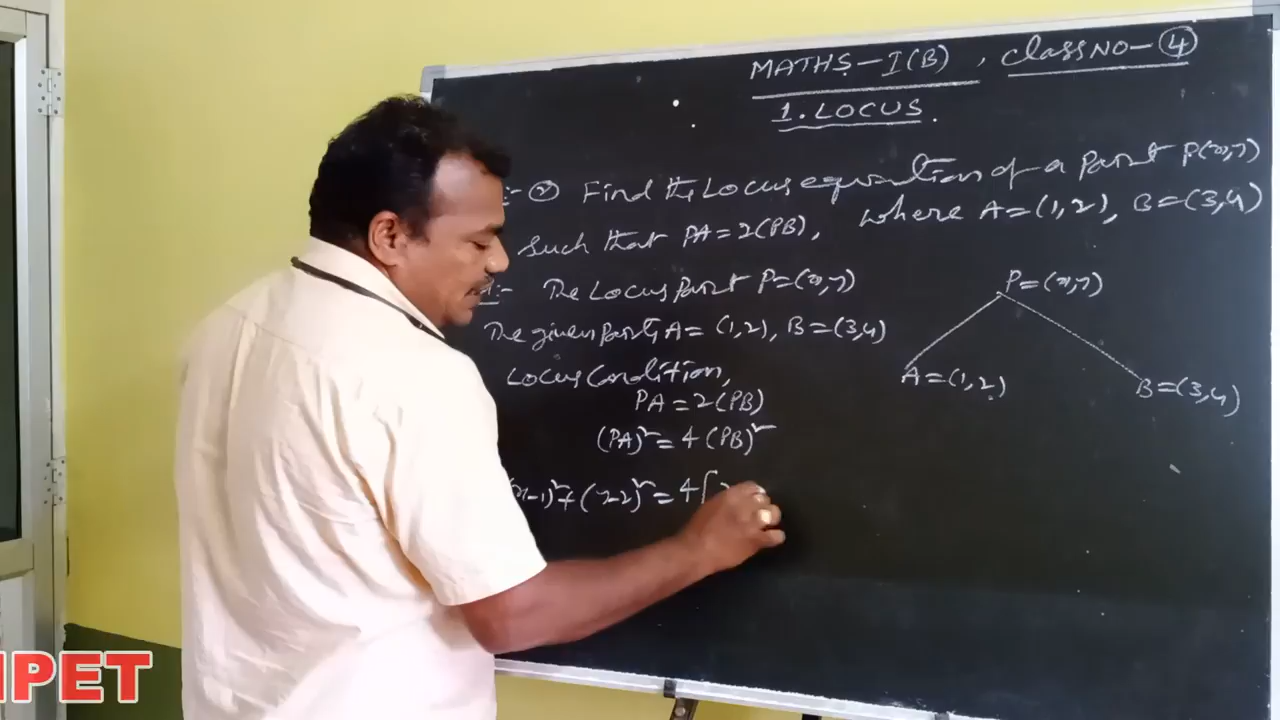 MATHS-I(B), class NO-④
1. LOCUS.
:- ② Find the Locus equation of a Point P(x,y)
such that PA=2(PB), where A=(1,2), B=(3,4)
:- The Locus Point P=(x,y)
The given Points A=(1,2), B=(3,4)
Locus Condition,
PA=2(PB)
(PA)²=4(PB)²
(x-1)²+(y-2)²=4[
P=(x,y)
A=(1,2)
B=(3,4)
IPET